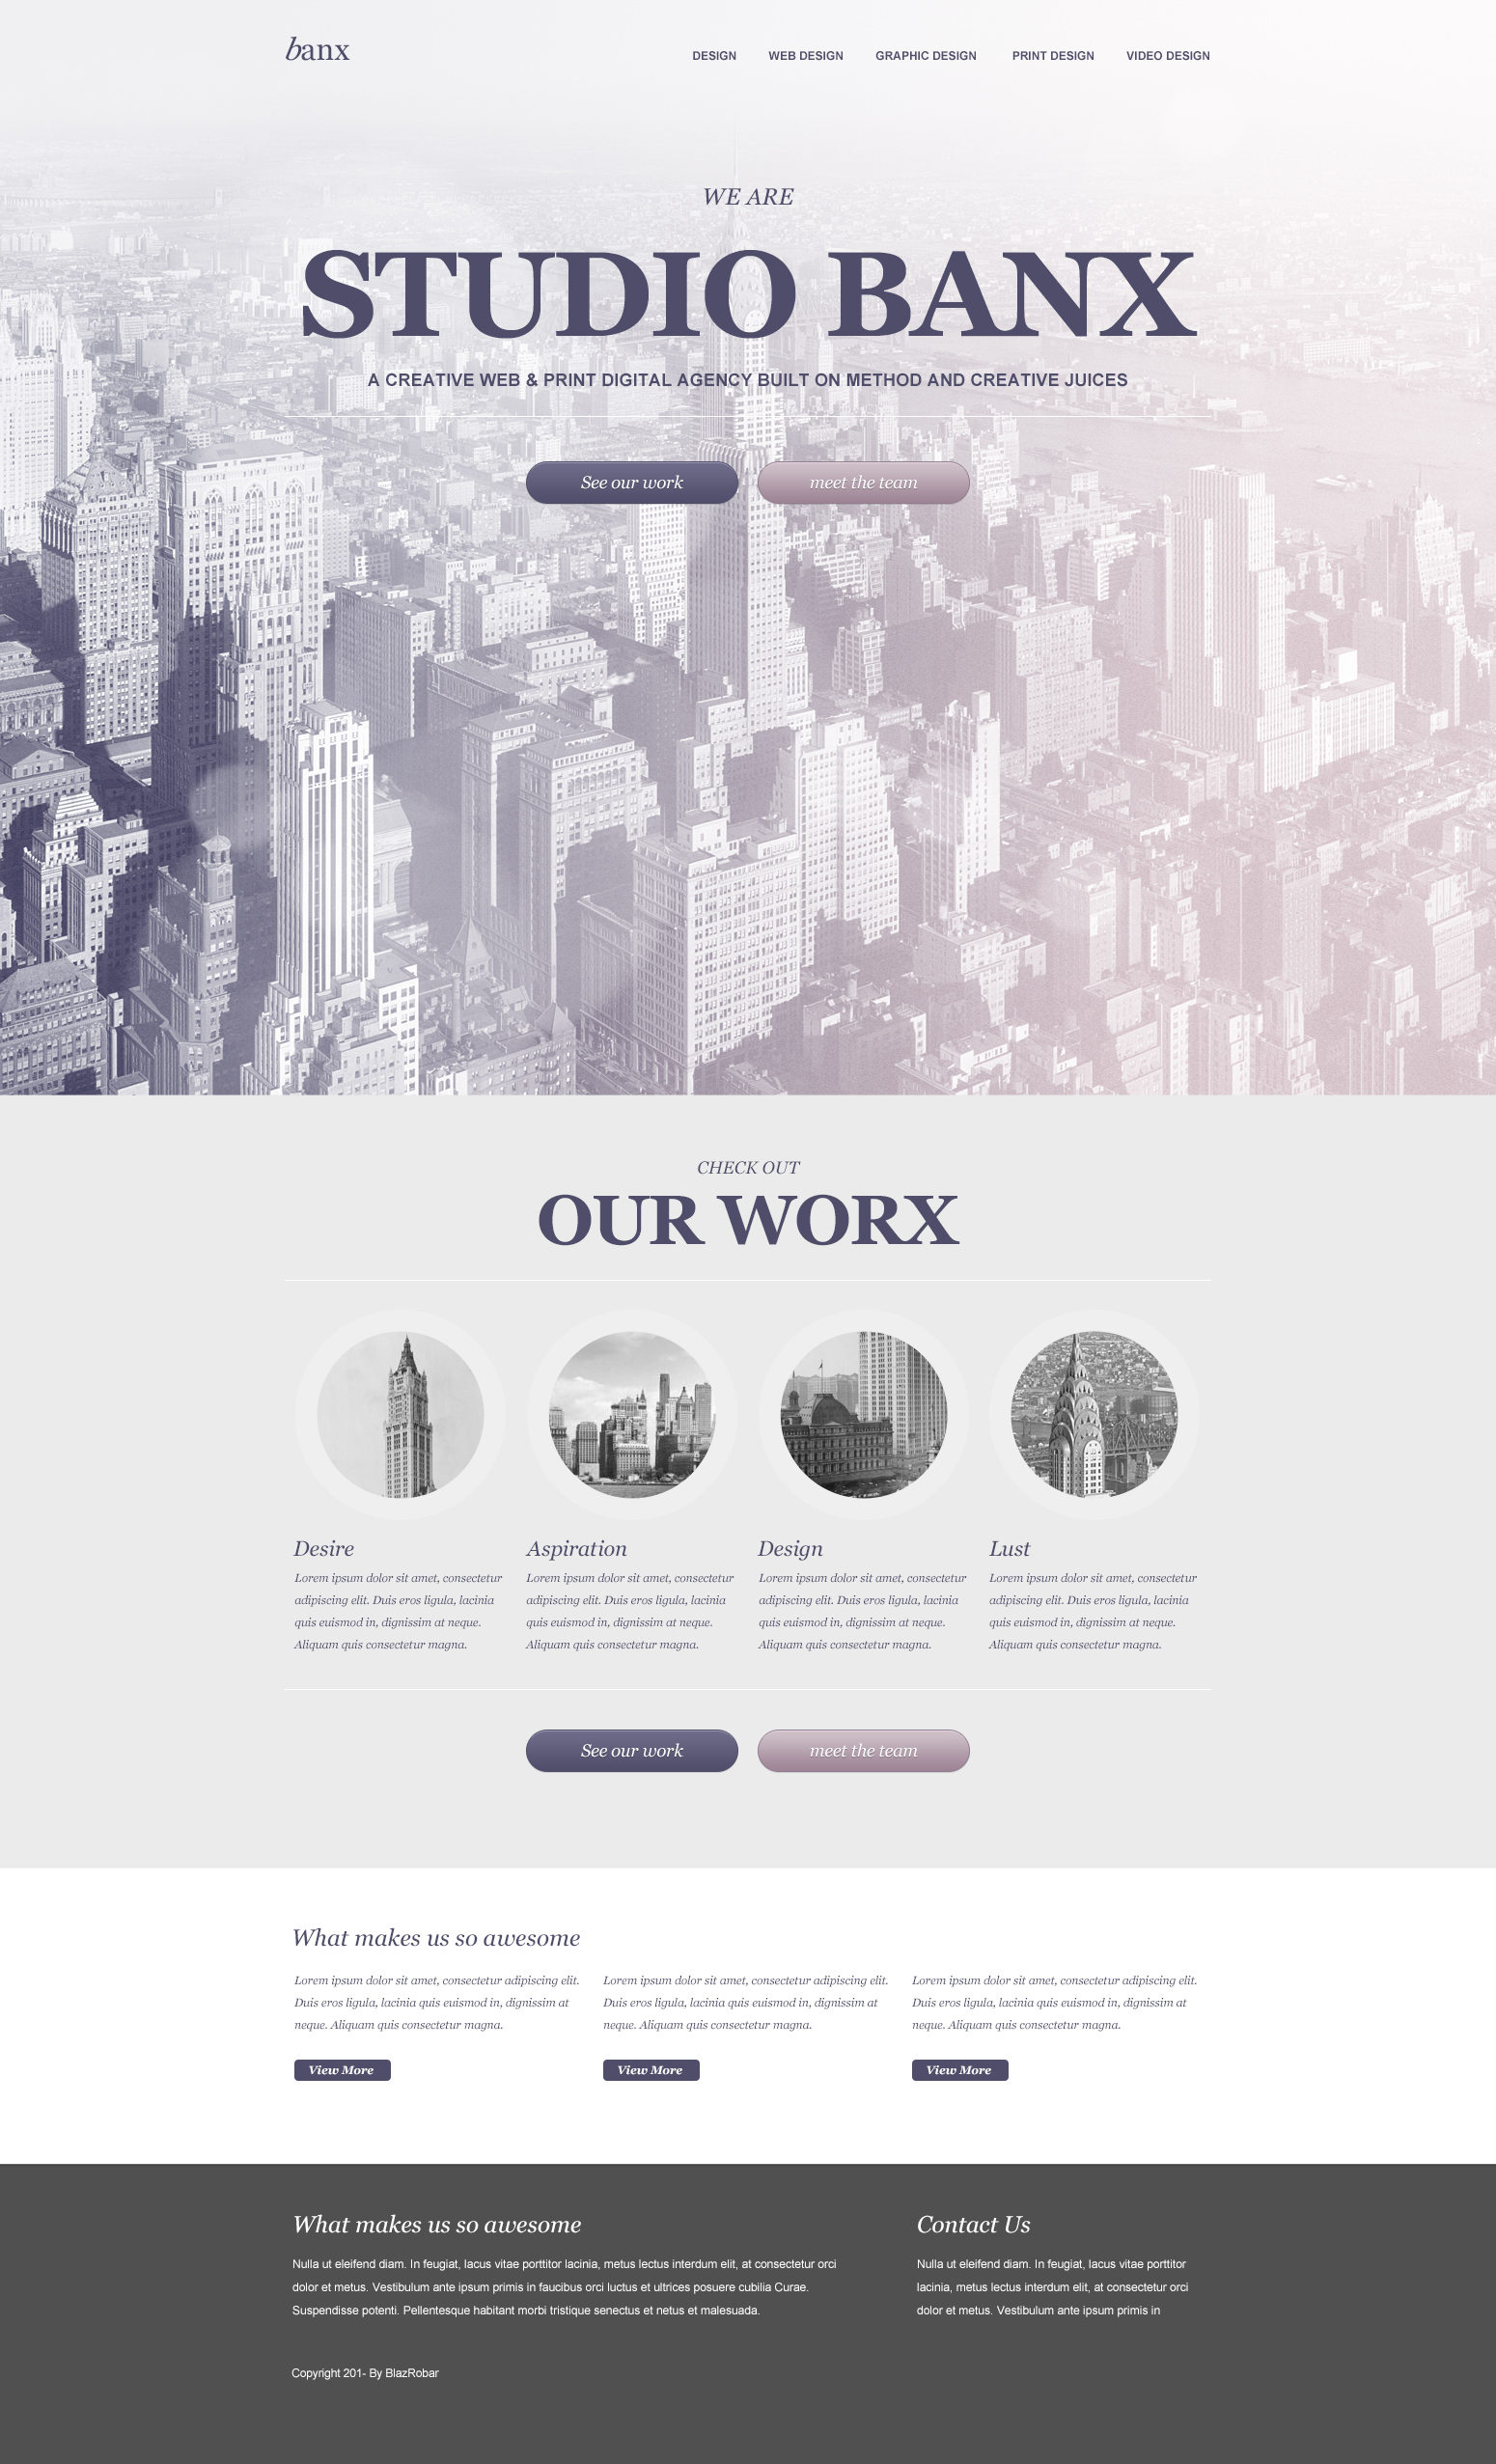 banx
DESIGN WEB DESIGN GRAPHIC DESIGN PRINT DESIGN VIDEO DESIGN
WE ARE
STUDIO BANX
A CREATIVE WEB & PRINT DIGITAL AGENCY BUILT ON METHOD AND CREATIVE JUICES
See our work
meet the team
CHECK OUT
OUR WORX
Desire
Lorem ipsum dolor sit amet, consectetur
adipiscing elit. Duis eros ligula, lacinia
quis euismod in, dignissim at neque.
Aliquam quis consectetur magna.
Aspiration
Lorem ipsum dolor sit amet, consectetur
adipiscing elit. Duis eros ligula, lacinia
quis euismod in, dignissim at neque.
Aliquam quis consectetur magna.
Design
Lorem ipsum dolor sit amet, consectetur
adipiscing elit. Duis eros ligula, lacinia
quis euismod in, dignissim at neque.
Aliquam quis consectetur magna.
Lust
Lorem ipsum dolor sit amet, consectetur
adipiscing elit. Duis eros ligula, lacinia
quis euismod in, dignissim at neque.
Aliquam quis consectetur magna.
See our work
meet the team
What makes us so awesome
Lorem ipsum dolor sit amet, consectetur adipiscing elit.
Duis eros ligula, lacinia quis euismod in, dignissim at
neque. Aliquam quis consectetur magna.
View More
Lorem ipsum dolor sit amet, consectetur adipiscing elit.
Duis eros ligula, lacinia quis euismod in, dignissim at
neque. Aliquam quis consectetur magna.
View More
Lorem ipsum dolor sit amet, consectetur adipiscing elit.
Duis eros ligula, lacinia quis euismod in, dignissim at
neque. Aliquam quis consectetur magna.
View More
What makes us so awesome
Nulla ut eleifend diam. In feugiat, lacus vitae porttitor lacinia, metus lectus interdum elit, at consectetur orci
dolor et metus. Vestibulum ante ipsum primis in faucibus orci luctus et ultrices posuere cubilia Curae.
Suspendisse potenti. Pellentesque habitant morbi tristique senectus et netus et malesuada.
Contact Us
Nulla ut eleifend diam. In feugiat, lacus vitae porttitor
lacinia, metus lectus interdum elit, at consectetur orci
dolor et metus. Vestibulum ante ipsum primis in
Copyright 201- By BlazRobar